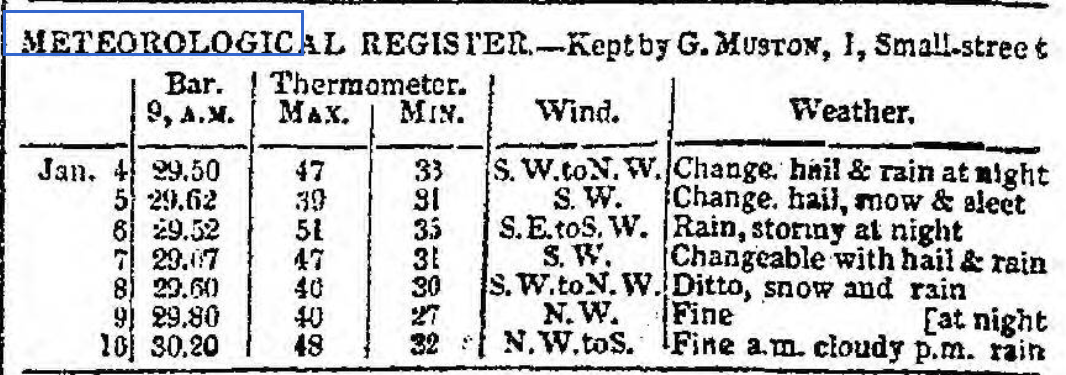 METEOROLOGICAL REGISTER.—Kept by G. MUSTON, 1, Small-street
Bar. Thermometer.
9, A.M. MAX. MIN. Wind. Weather.
Jan. 4 29.50 47 33 S. W. to N. W. Change. hail & rain at night
5 29.62 39 31 S. W. Change. hail, snow & sleet
6 29.52 51 35 S. E. to S. W. Rain, stormy at night
7 29.07 47 31 S. W. Changeable with hail & rain
8 29.60 40 30 S. W. to N. W. Ditto, snow and rain
9 29.80 40 27 N. W. Fine [at night
10 30.20 48 32 N. W. to S. Fine a.m. cloudy p.m. rain